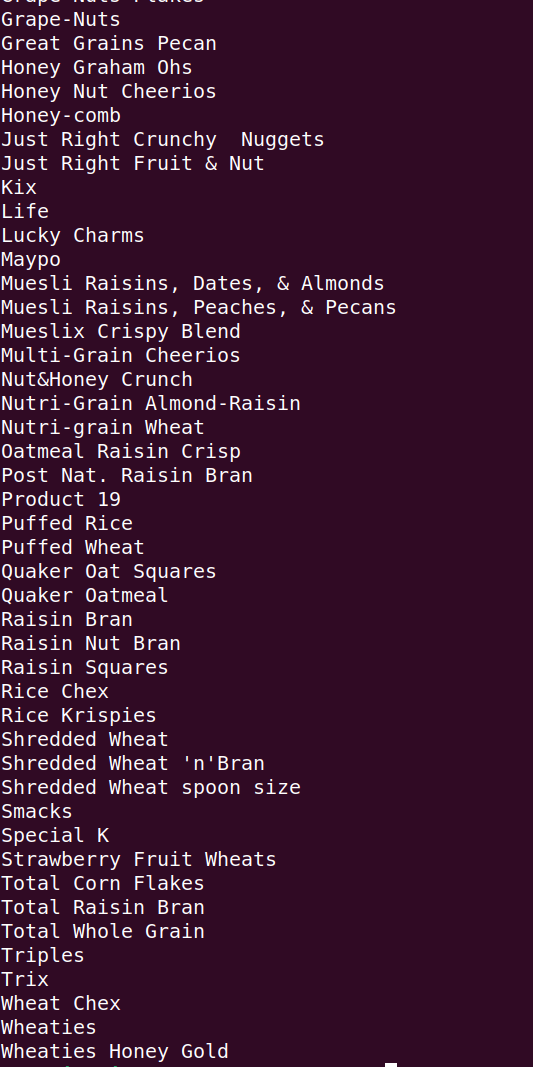 Grape-Nuts Flakes
Grape-Nuts
Great Grains Pecan
Honey Graham Ohs
Honey Nut Cheerios
Honey-comb
Just Right Crunchy  Nuggets
Just Right Fruit & Nut
Kix
Life
Lucky Charms
Maypo
Muesli Raisins, Dates, & Almonds
Muesli Raisins, Peaches, & Pecans
Mueslix Crispy Blend
Multi-Grain Cheerios
Nut&Honey Crunch
Nutri-Grain Almond-Raisin
Nutri-grain Wheat
Oatmeal Raisin Crisp
Post Nat. Raisin Bran
Product 19
Puffed Rice
Puffed Wheat
Quaker Oat Squares
Quaker Oatmeal
Raisin Bran
Raisin Nut Bran
Raisin Squares
Rice Chex
Rice Krispies
Shredded Wheat
Shredded Wheat 'n'Bran
Shredded Wheat spoon size
Smacks
Special K
Strawberry Fruit Wheats
Total Corn Flakes
Total Raisin Bran
Total Whole Grain
Triples
Trix
Wheat Chex
Wheaties
Wheaties Honey Gold